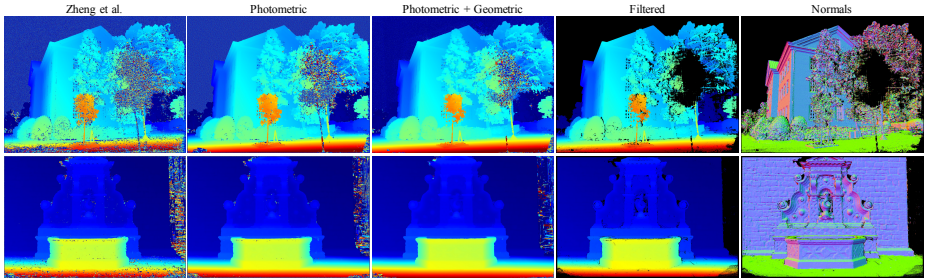 Zheng et al.
Photometric
Photometric + Geometric
Filtered
Normals